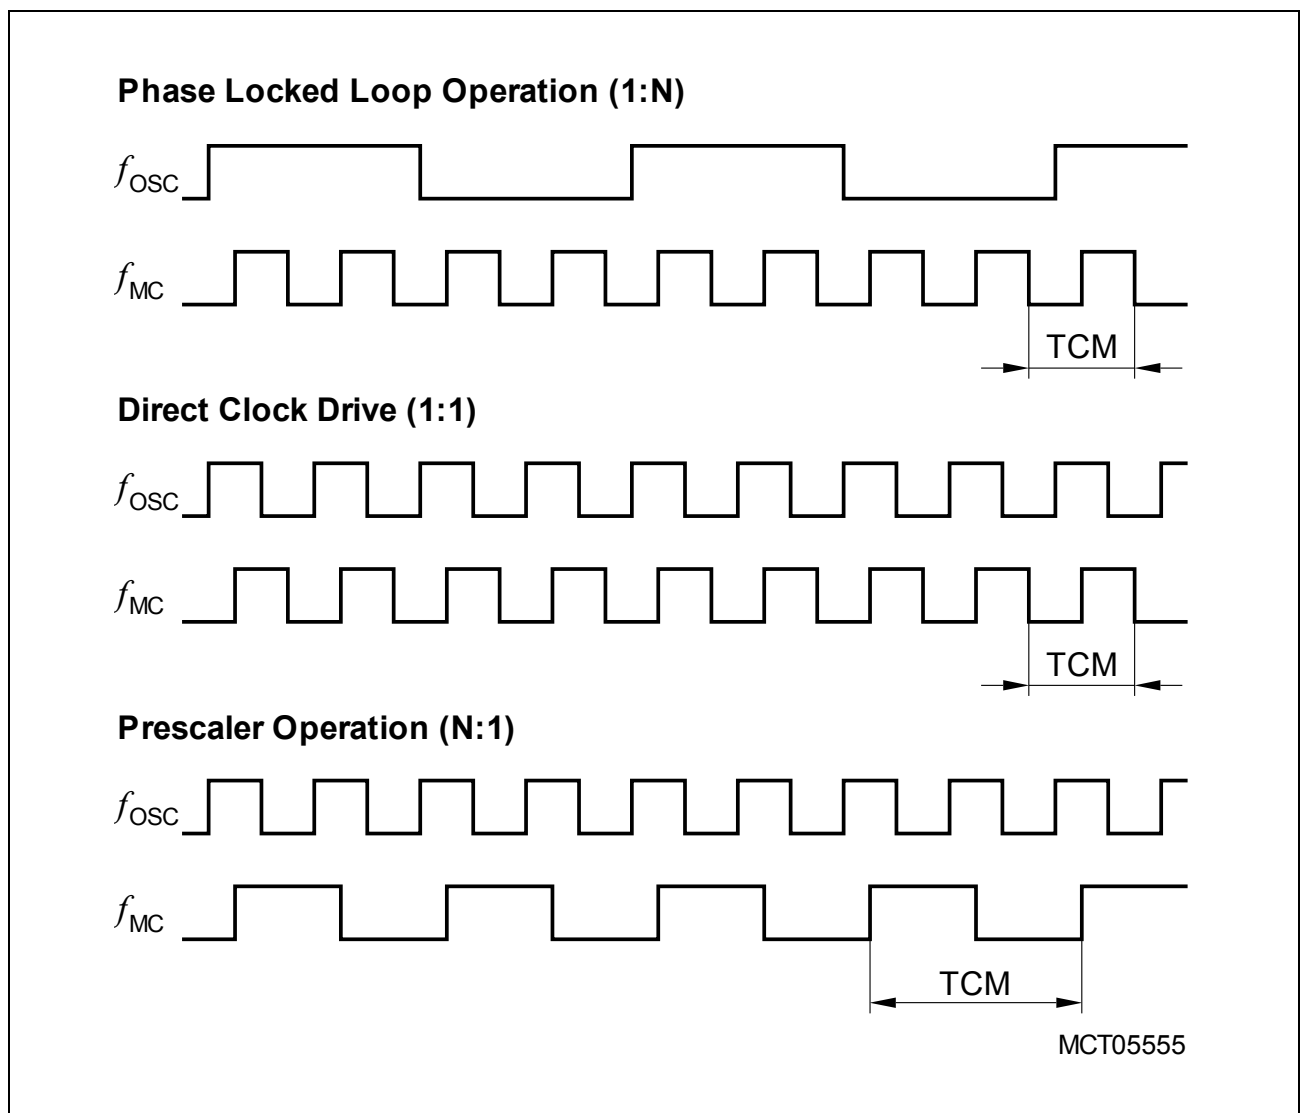 Phase Locked Loop Operation (1:N)
fOSC
fMC
TCM
Direct Clock Drive (1:1)
fOSC
fMC
TCM
Prescaler Operation (N:1)
fOSC
fMC
TCM
MCT05555